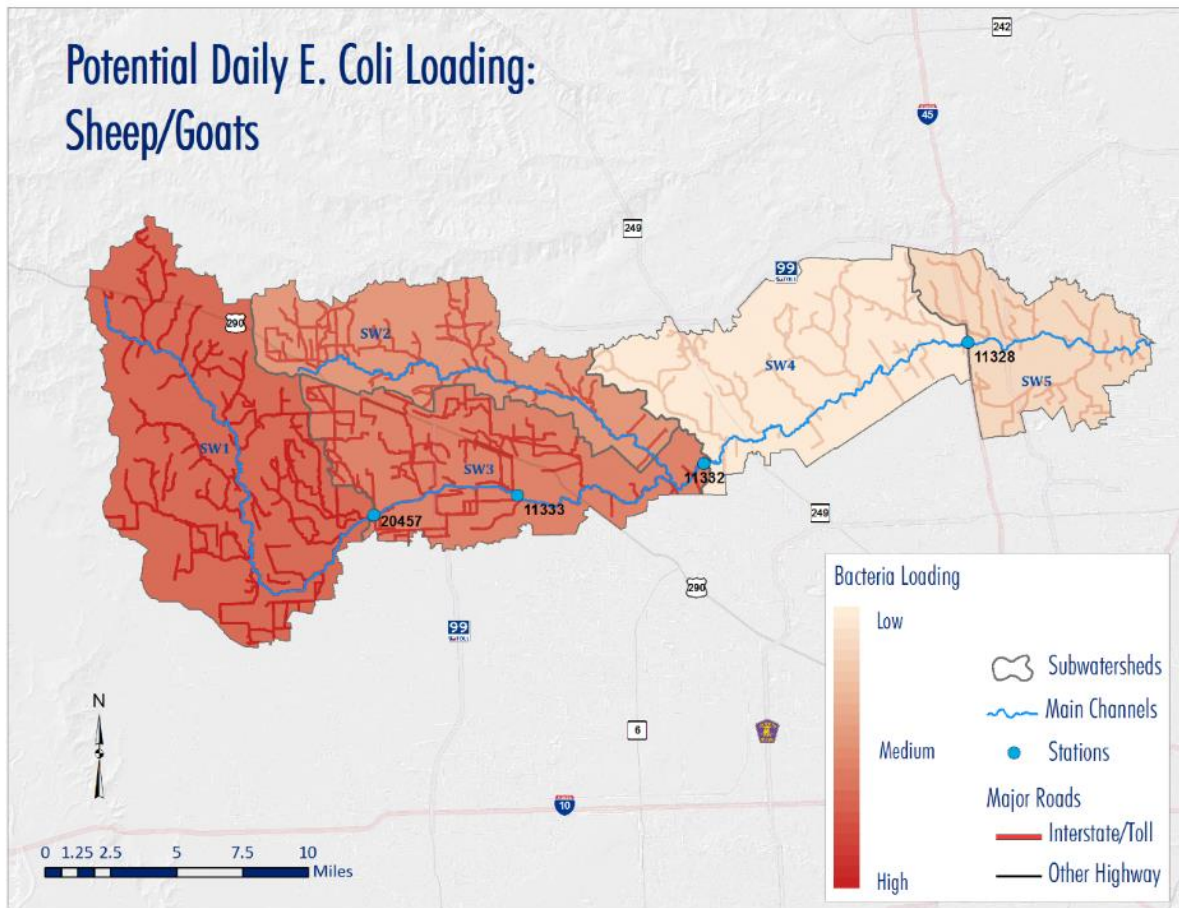 Potential Daily E. Coli Loading:
Sheep/Goats
242
45
249
99
290
SW2
SW4
11328
SW5
SW1
SW3
11332
11333
20457
249
290
99
6
10
N
0 1.25 2.5 5 7.5 10
Miles
Bacteria Loading
Low
Medium
High
Subwatersheds
Main Channels
Stations
Major Roads
Interstate/Toll
Other Highway